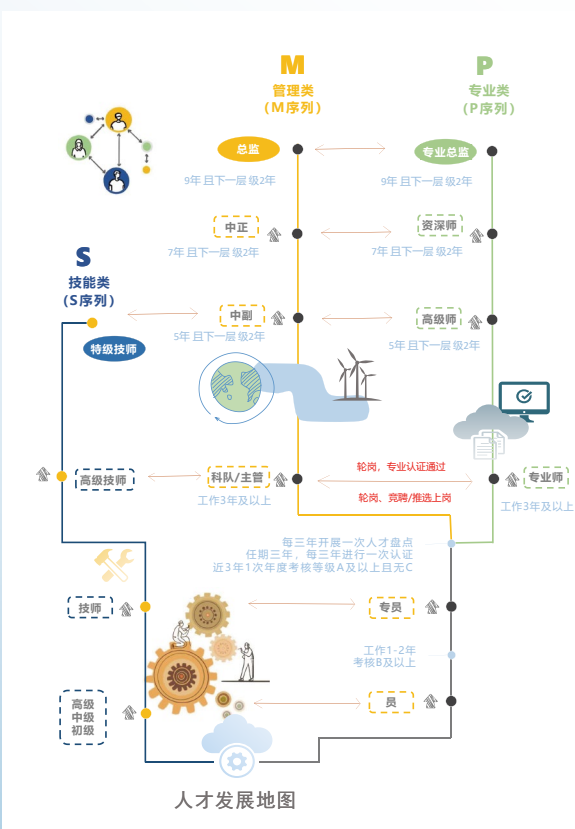 M
管理类
（M序列）
P
专业类
（P序列）
总监
专业总监
9年 且下一层级2年
9年 且下一层级2年
中正
资深师
7年 且下一层级2年
7年 且下一层级2年
S
技能类
（S序列）
特级技师
中副
高级师
5年 且下一层级2年
5年 且下一层级2年
高级技师
科队/主管
轮岗，专业认证通过
轮岗、竞聘/推选上岗
专业师
工作3年及以上
工作3年及以上
每三年开展一次人才盘点
任期三年，每三年进行一次认证
近3年1次年度考核等级A及以上且无C
技师
专员
工作1-2年
考核B及以上
高级
中级
初级
员
人才发展地图